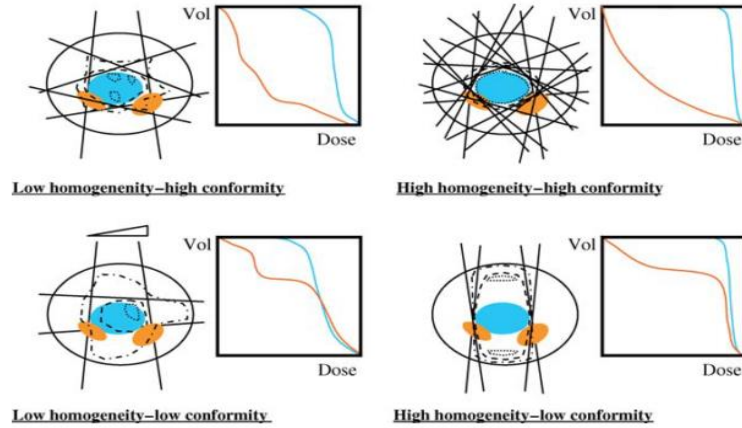 Vol
Dose
Low homogenenity–high conformity
Vol
Dose
High homogeneity–high conformity
Vol
Dose
Low homogeneity–low conformity
Vol
Dose
High homogeneity–low conformity